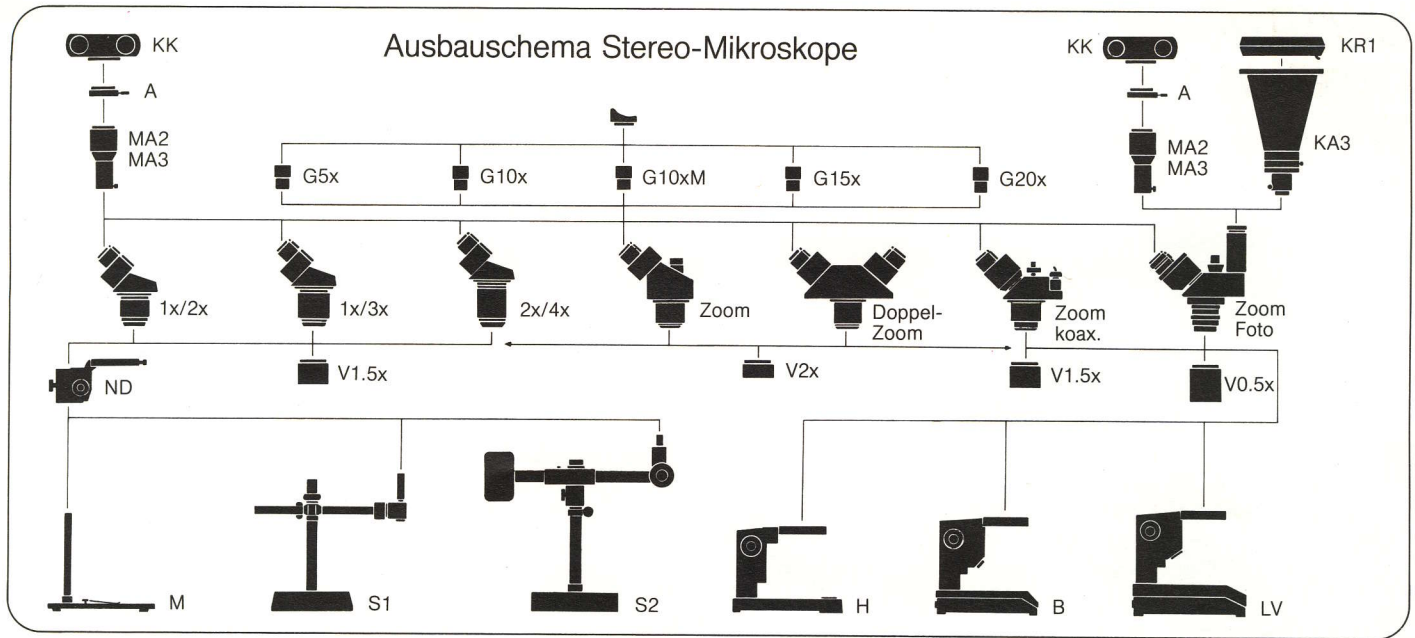 Ausbauschema Stereo-Mikroskope
KK
A
MA2
MA3
KK
A
MA2
MA3
KR1
KA3
G5x
G10x
G10xM
G15x
G20x
1x/2x
1x/3x
2x/4x
Zoom
Doppel-
Zoom
Zoom
koax.
Zoom
Foto
ND
V1.5x
V2x
V1.5x
V0.5x
M
S1
S2
H
B
LV